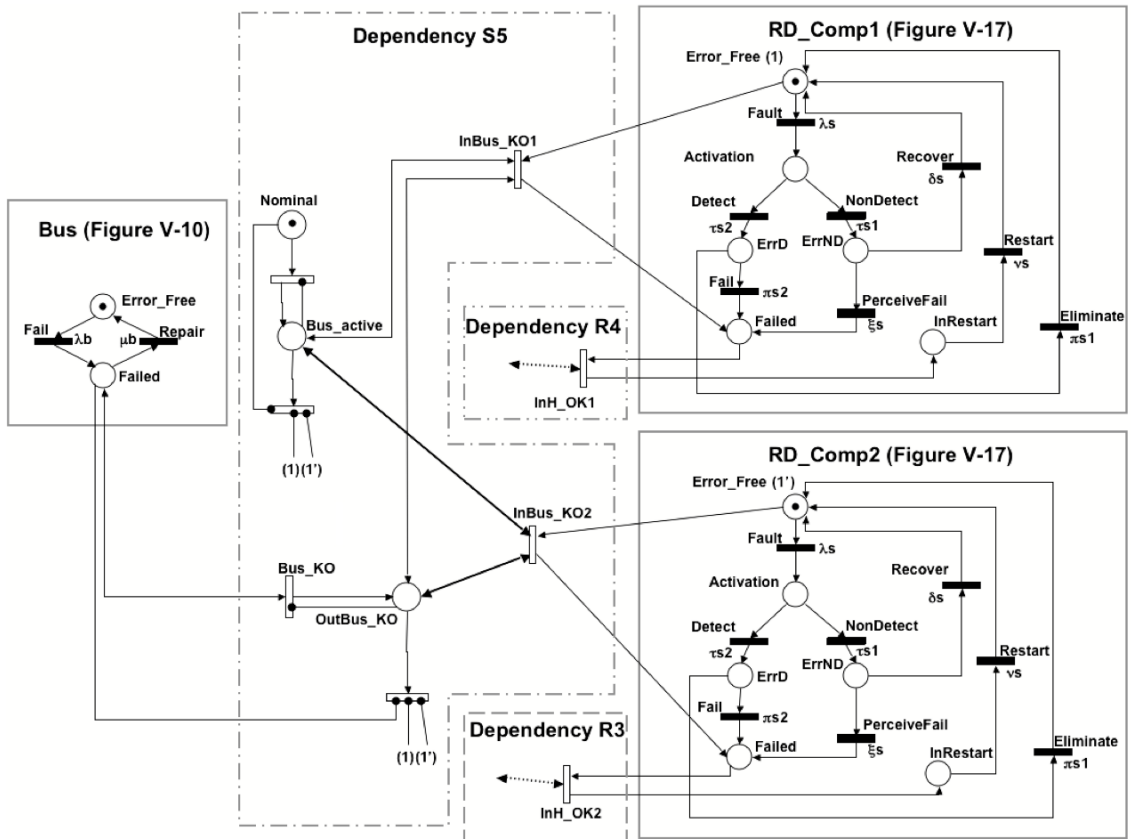 Dependency S5
RD_Comp1 (Figure V-17)
Error_Free (1)
Fault
λs
InBus_KO1
Activation
Recover
δs
Nominal
Detect
NonDetect
τs2
τs1
Bus (Figure V-10)
ErrD
ErrND
Restart
νs
Fail
πs2
Error_Free
PerceiveFail
ξs
Fail
λb
μb
Repair
Bus_active
Dependency R4
Failed
InRestart
Eliminate
πs1
Failed
InH_OK1
RD_Comp2 (Figure V-17)
(1)(1')
Error_Free (1')
InBus_KO2
Fault
λs
Bus_KO
Activation
Recover
δs
OutBus_KO
Detect
NonDetect
τs2
τs1
ErrD
ErrND
Restart
νs
Fail
πs2
Dependency R3
PerceiveFail
ξs
(1)(1')
Failed
InRestart
Eliminate
πs1
InH_OK2